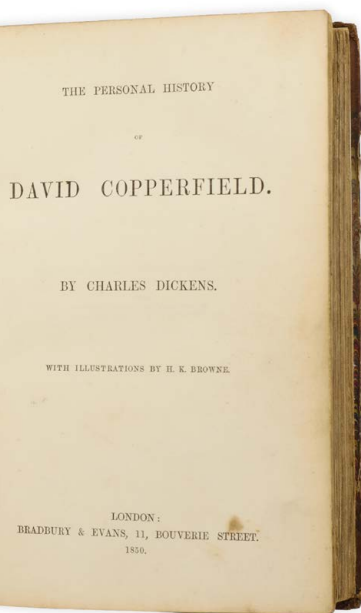 THE PERSONAL HISTORY
OF
DAVID COPPERFIELD.
BY CHARLES DICKENS.
WITH ILLUSTRATIONS BY H. K. BROWNE.
LONDON:
BRADBURY & EVANS, 11, BOUVERIE STREET.
1850.